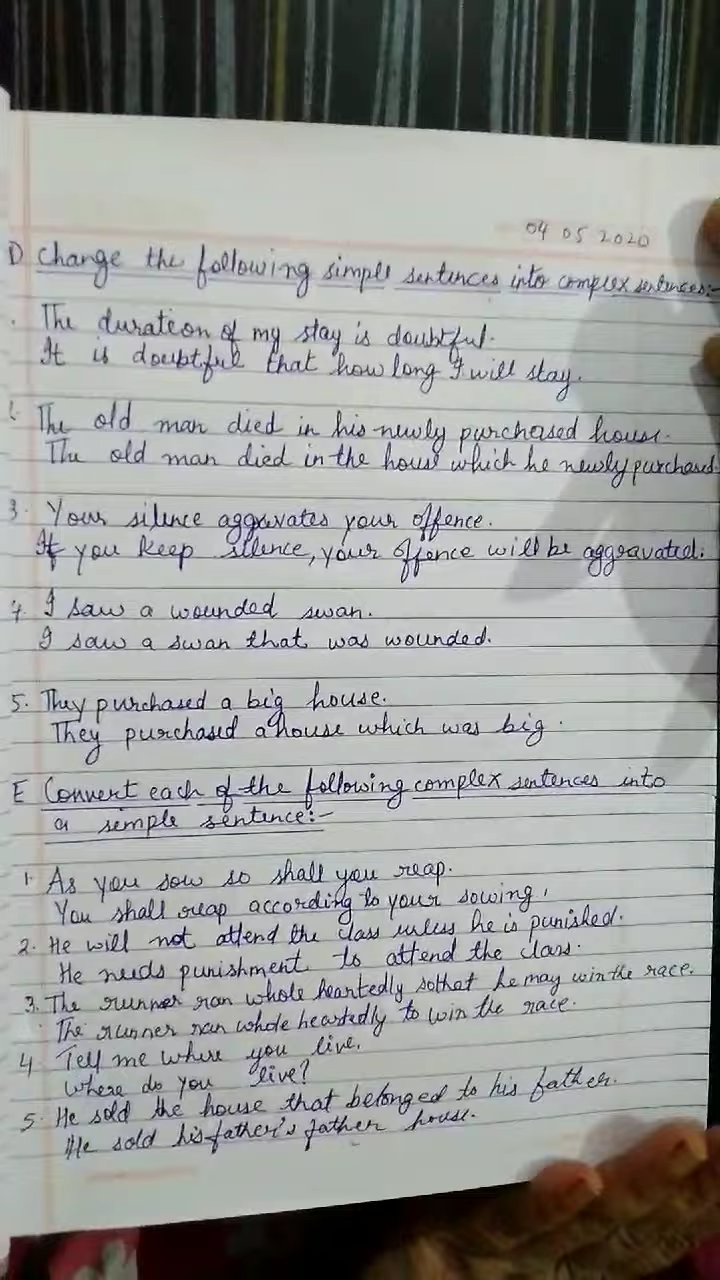 04 05 2020
D Change the following simple sentences into complex sentences:-
. The duration of my stay is doubtful.
It is doubtful that how long I will stay.
The old man died in his newly purchased house.
The old man died in the house which he newly purchased
3. Your silence aggravates your offence.
If you keep silence, your offence will be aggravated.
4. I saw a wounded swan.
I saw a swan that was wounded.
5. They purchased a big house.
They purchased a house which was big.
E Convert each of the following complex sentences into
a simple sentence:-
1. As you sow so shall you reap.
You shall reap according to your sowing.
2. He will not attend the class unless he is punished.
He needs punishment to attend the class.
3. The runner ran whole heartedly so that he may win the race.
The runner ran whole heartedly to win the race.
4 Tell me where you live.
Where do you live?
5. He sold the house that belonged to his father.
He sold his father's father house.